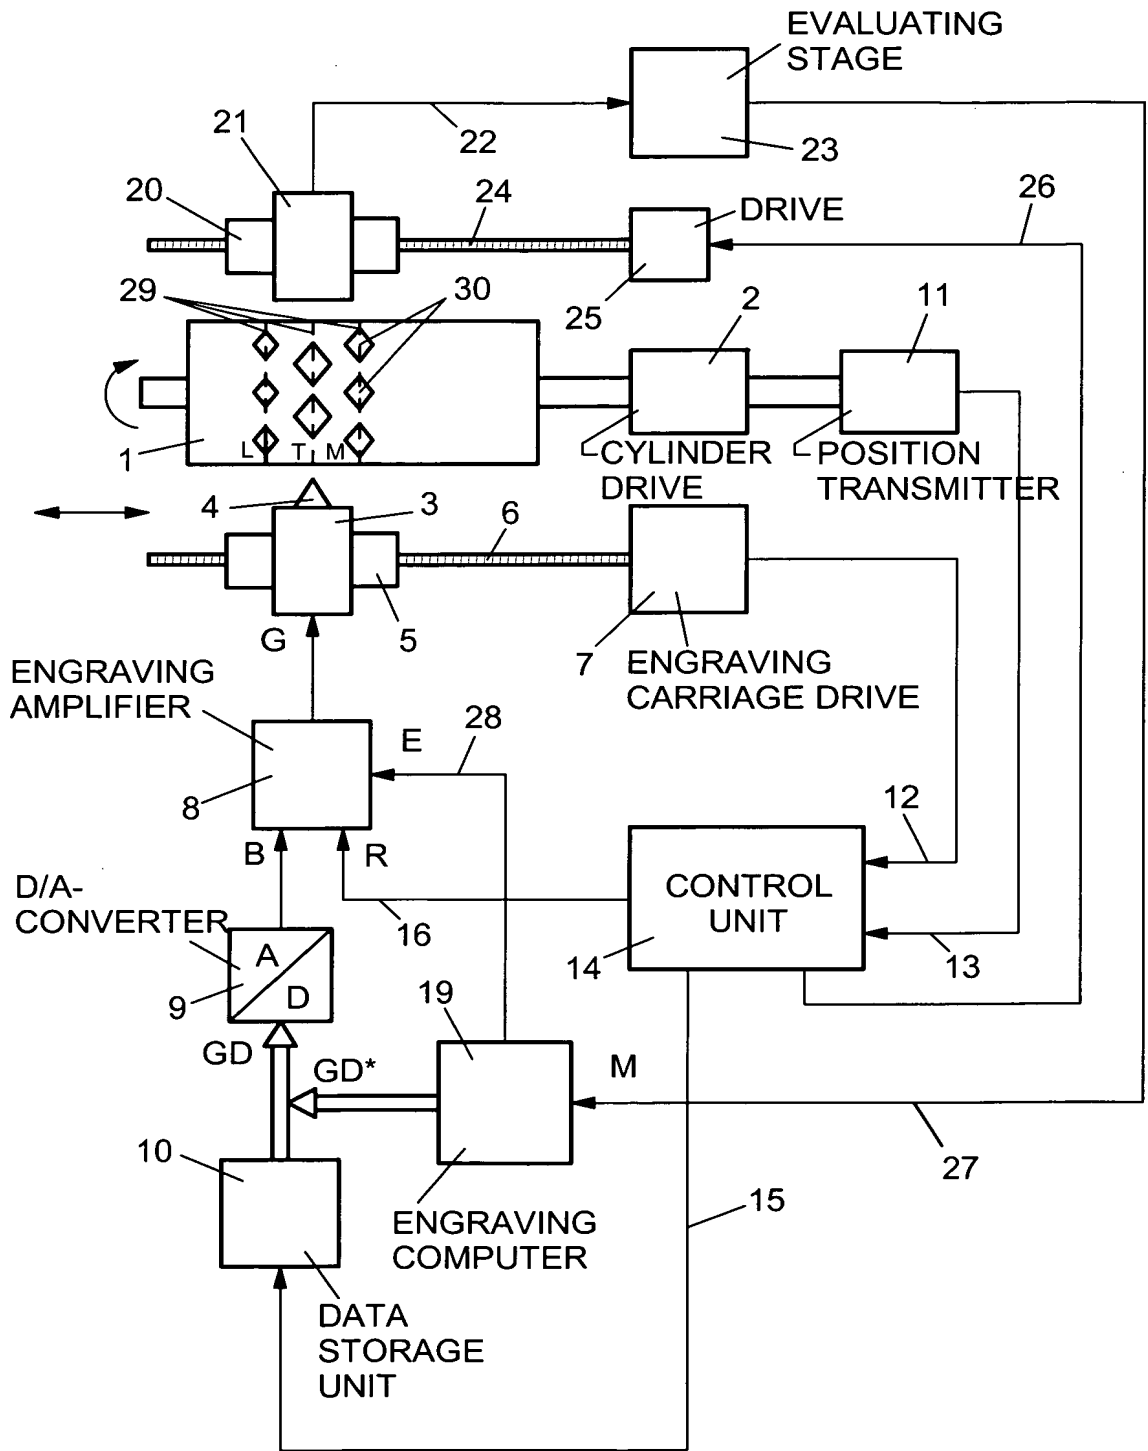 EVALUATING
STAGE
21
22
23
20
24
DRIVE
26
29
30
25
2
11
1
L T M
CYLINDER
DRIVE
POSITION
TRANSMITTER
4
3
6
G
5
7
ENGRAVING
CARRIAGE DRIVE
ENGRAVING
AMPLIFIER
E
28
8
12
B
R
D/A-
CONVERTER
16
CONTROL
UNIT
14
13
A
D
9
19
GD
GD*
M
10
27
15
ENGRAVING
COMPUTER
DATA
STORAGE
UNIT